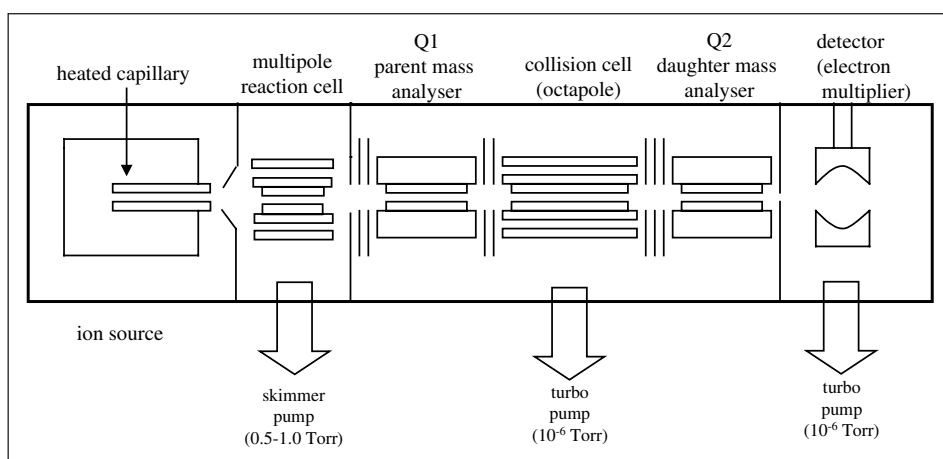 heated capillary
multipole
reaction cell
Q1
parent mass
analyser
collision cell
(octapole)
Q2
daughter mass
analyser
detector
(electron
multiplier)
ion source
skimmer
pump
(0.5-1.0 Torr)
turbo
pump
(10⁻⁶ Torr)
turbo
pump
(10⁻⁶ Torr)